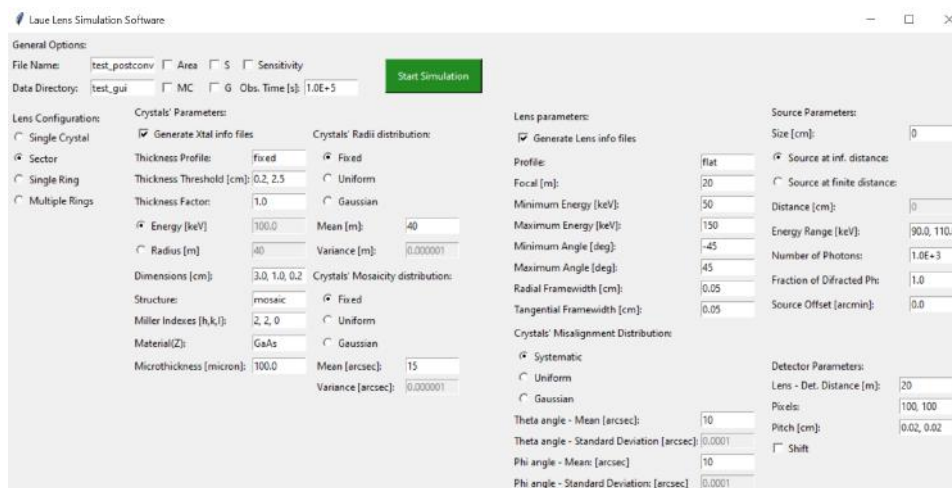 Laue Lens Simulation Software
General Options:
File Name: test_postconv Area S Sensitivity
Start Simulation
Data Directory: test_gui MC G Obs. Time [s]: 1.0E+5
Lens Configuration:
Single Crystal
Sector
Single Ring
Multiple Rings
Crystals' Parameters:
Generate Xtal info files
Thickness Profile: fixed
Thickness Threshold [cm]: 0.2, 2.5
Thickness Factor: 1.0
Energy [keV] 100.0
Radius [m] 40
Dimensions [cm]: 3.0, 1.0, 0.2
Structure: mosaic
Miller Indexes [h,k,l]: 2, 2, 0
Material(Z): GaAs
Microthickness [micron]: 100.0
Crystals' Radii distribution:
Fixed
Uniform
Gaussian
Mean [m]: 40
Variance [m]: 0.000001
Crystals' Mosaicity distribution:
Fixed
Uniform
Gaussian
Mean [arcsec]: 15
Variance [arcsec]: 0.000001
Lens parameters:
Generate Lens info files
Profile: flat
Focal [m]: 20
Minimum Energy [keV]: 50
Maximum Energy [keV]: 150
Minimum Angle [deg]: -45
Maximum Angle [deg]: 45
Radial Framewidth [cm]: 0.05
Tangential Framewidth [cm]: 0.05
Crystals' Misalignment Distribution:
Systematic
Uniform
Gaussian
Theta angle - Mean [arcsec]: 10
Theta angle - Standard Deviation [arcsec]: 0.0001
Phi angle - Mean: [arcsec] 10
Phi angle - Standard Deviation: [arcsec] 0.0001
Source Parameters:
Size [cm]: 0
Source at inf. distance:
Source at finite distance:
Distance [cm]: 0
Energy Range [keV]: 90.0, 110.
Number of Photons: 1.0E+3
Fraction of Difracted Ph: 1.0
Source Offset [arcmin]: 0.0
Detector Parameters:
Lens - Det. Distance [m]: 20
Pixels: 100, 100
Pitch [cm]: 0.02, 0.02
Shift